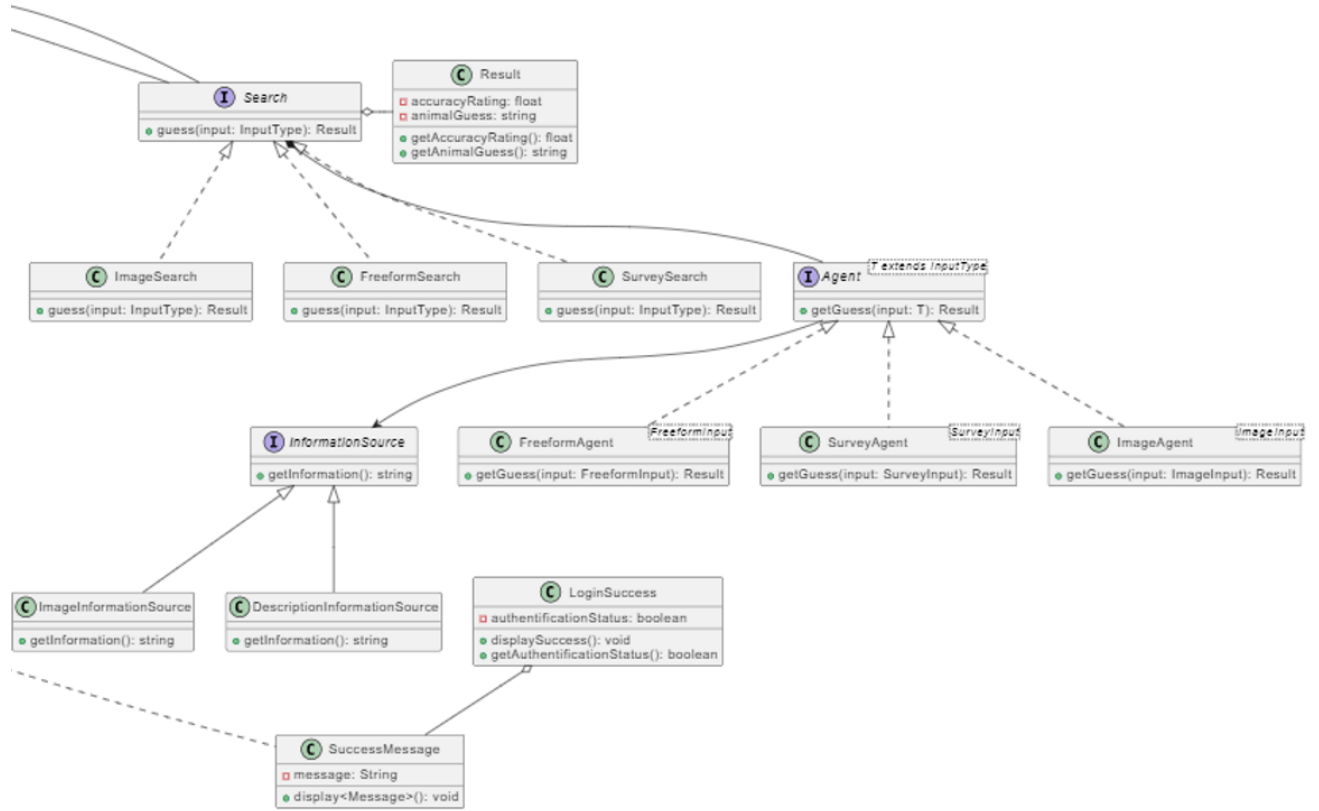 I Search
guess(input: InputType): Result
C Result
accuracyRating: float
animalGuess: string
getAccuracyRating(): float
getAnimalGuess(): string
C ImageSearch
guess(input: InputType): Result
C FreeformSearch
guess(input: InputType): Result
C SurveySearch
guess(input: InputType): Result
I Agent
T extends InputType
getGuess(input: T): Result
I InformationSource
getInformation(): string
C FreeformAgent
FreeformInput
getGuess(input: FreeformInput): Result
C SurveyAgent
SurveyInput
getGuess(input: SurveyInput): Result
C ImageAgent
ImageInput
getGuess(input: ImageInput): Result
C ImageInformationSource
getInformation(): string
C DescriptionInformationSource
getInformation(): string
C LoginSuccess
authentificationStatus: boolean
displaySuccess(): void
getAuthentificationStatus(): boolean
C SuccessMessage
message: String
display<Message>(): void